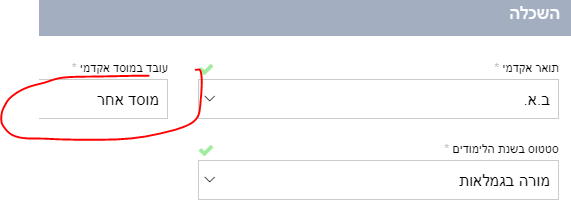 השכלה
תואר אקדמי *
עובד במוסד אקדמי *
ב.א.
מוסד אחר
סטטוס בשנת הלימודים *
מורה בגמלאות